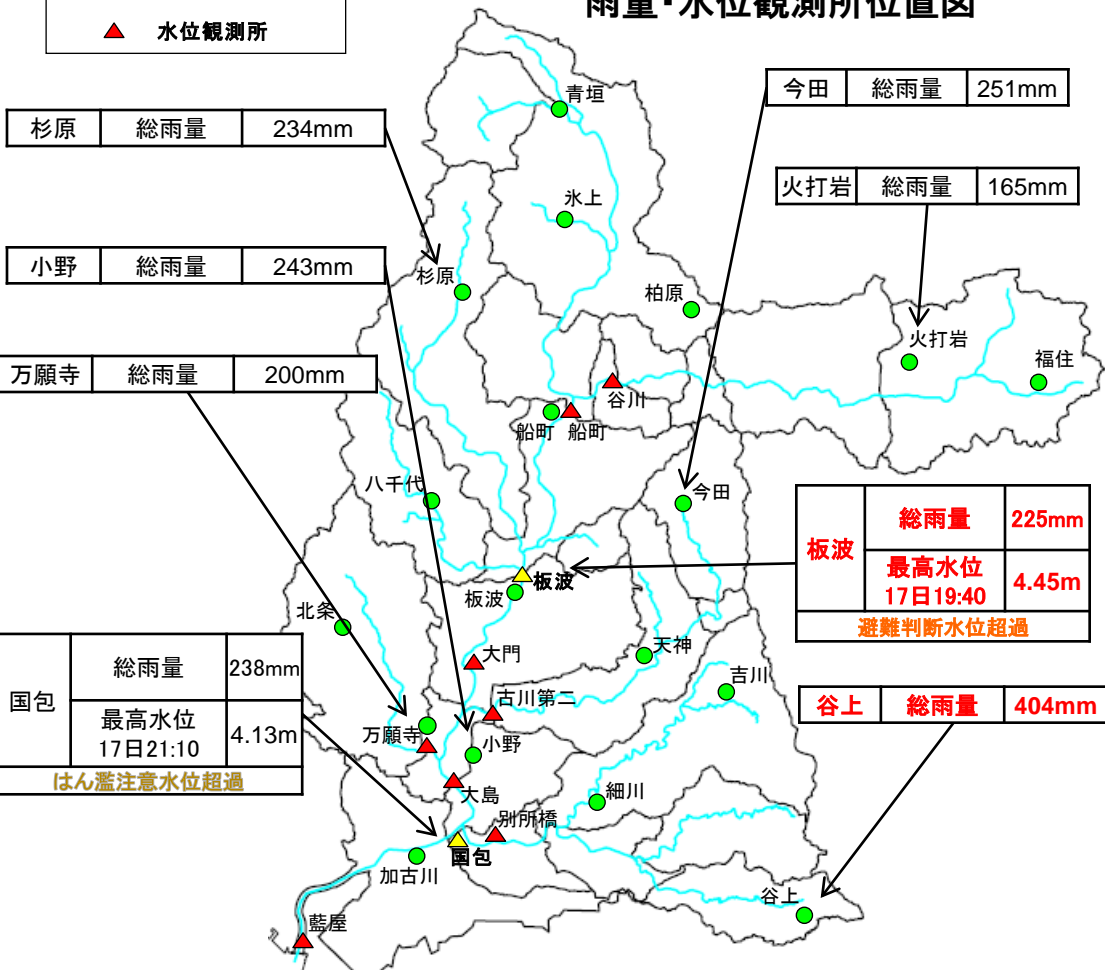 雨量・水位観測所位置図
水位観測所
杉原 総雨量 234mm
小野 総雨量 243mm
万願寺 総雨量 200mm
今田 総雨量 251mm
火打岩 総雨量 165mm
板波
総雨量 225mm
最高水位
17日19:40
4.45m
避難判断水位超過
谷上 総雨量 404mm
国包
総雨量 238mm
最高水位
17日21:10
4.13m
はん濫注意水位超過
青垣
氷上
杉原
柏原
火打岩
福住
谷川
船町 船町
八千代
今田
板波
板波
北条
大門
天神
古川第二
吉川
万願寺
小野
大島
細川
別所橋
国包
加古川
谷上
藍屋